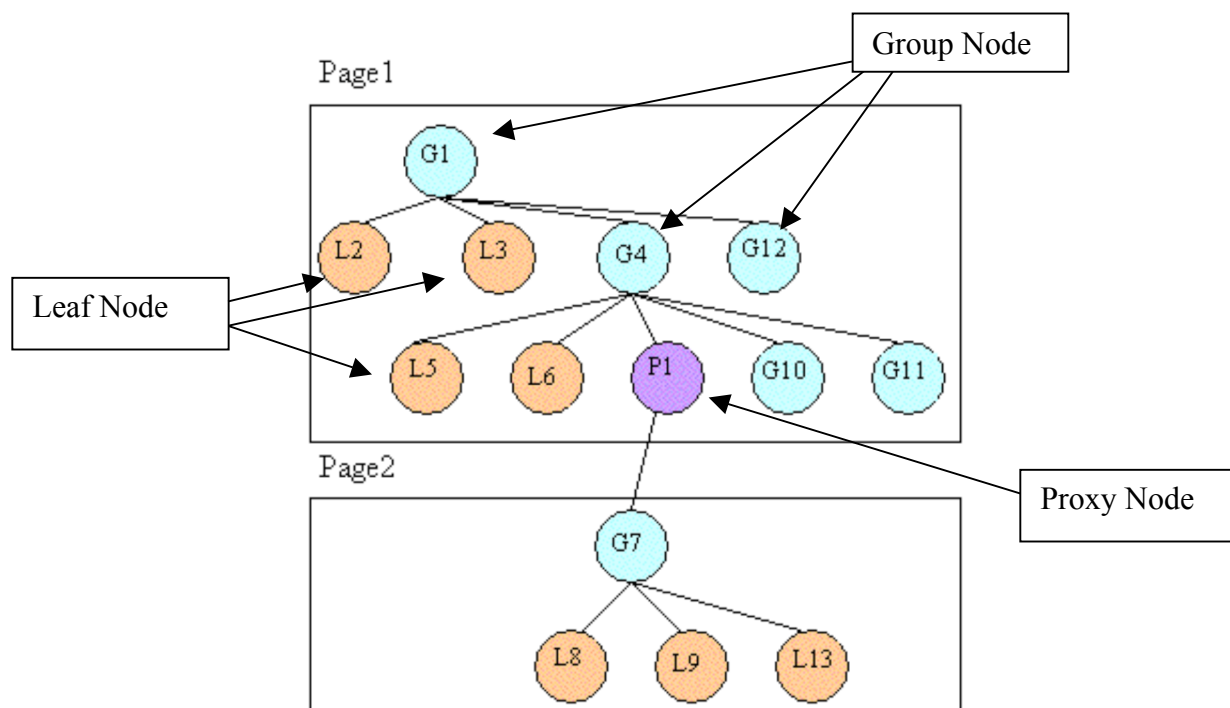 Group Node
Page1
G1
L2 L3 G4 G12
Leaf Node
L5 L6 P1 G10 G11
Page2
Proxy Node
G7
L8 L9 L13